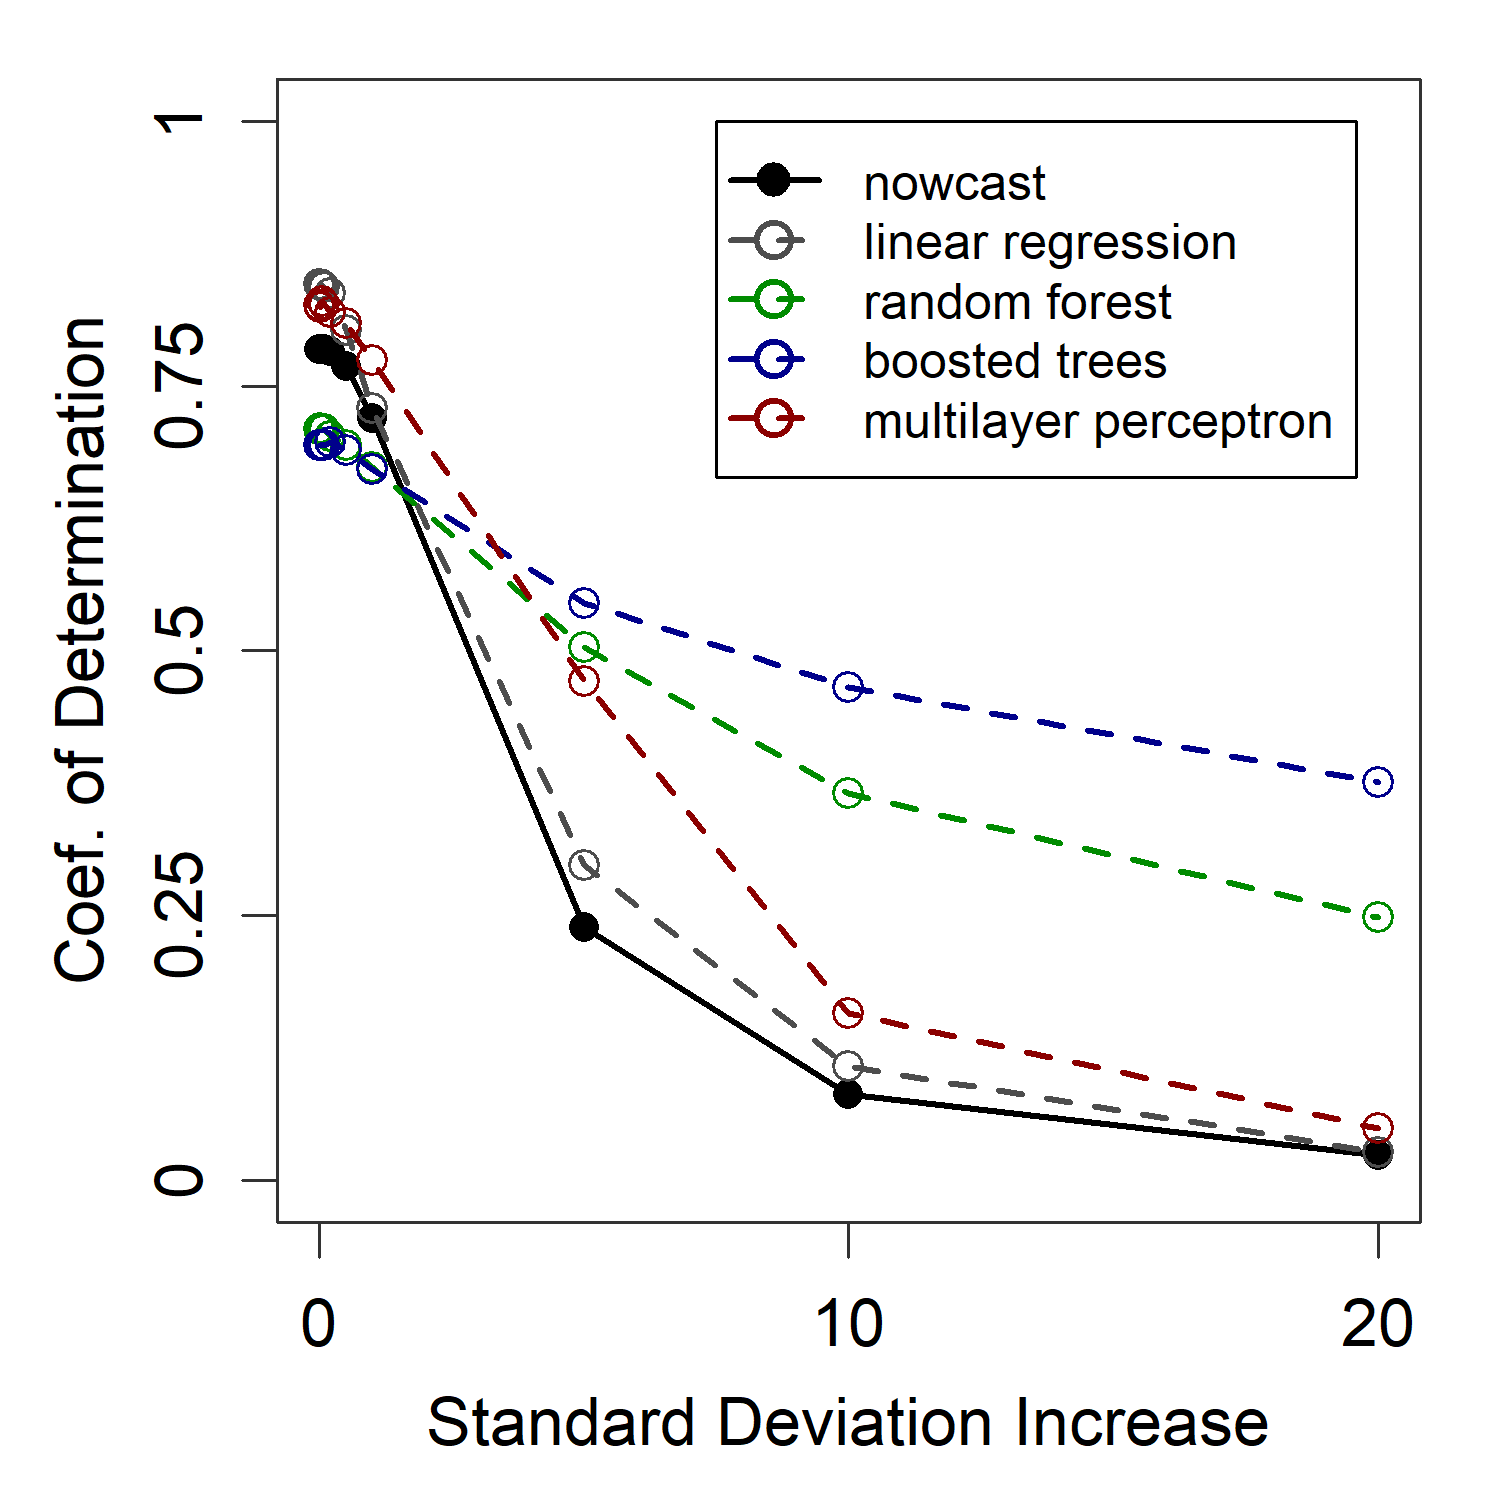 1
0.75
0.5
0.25
0
Coef. of Determination
nowcast
linear regression
random forest
boosted trees
multilayer perceptron
0 10 20
Standard Deviation Increase